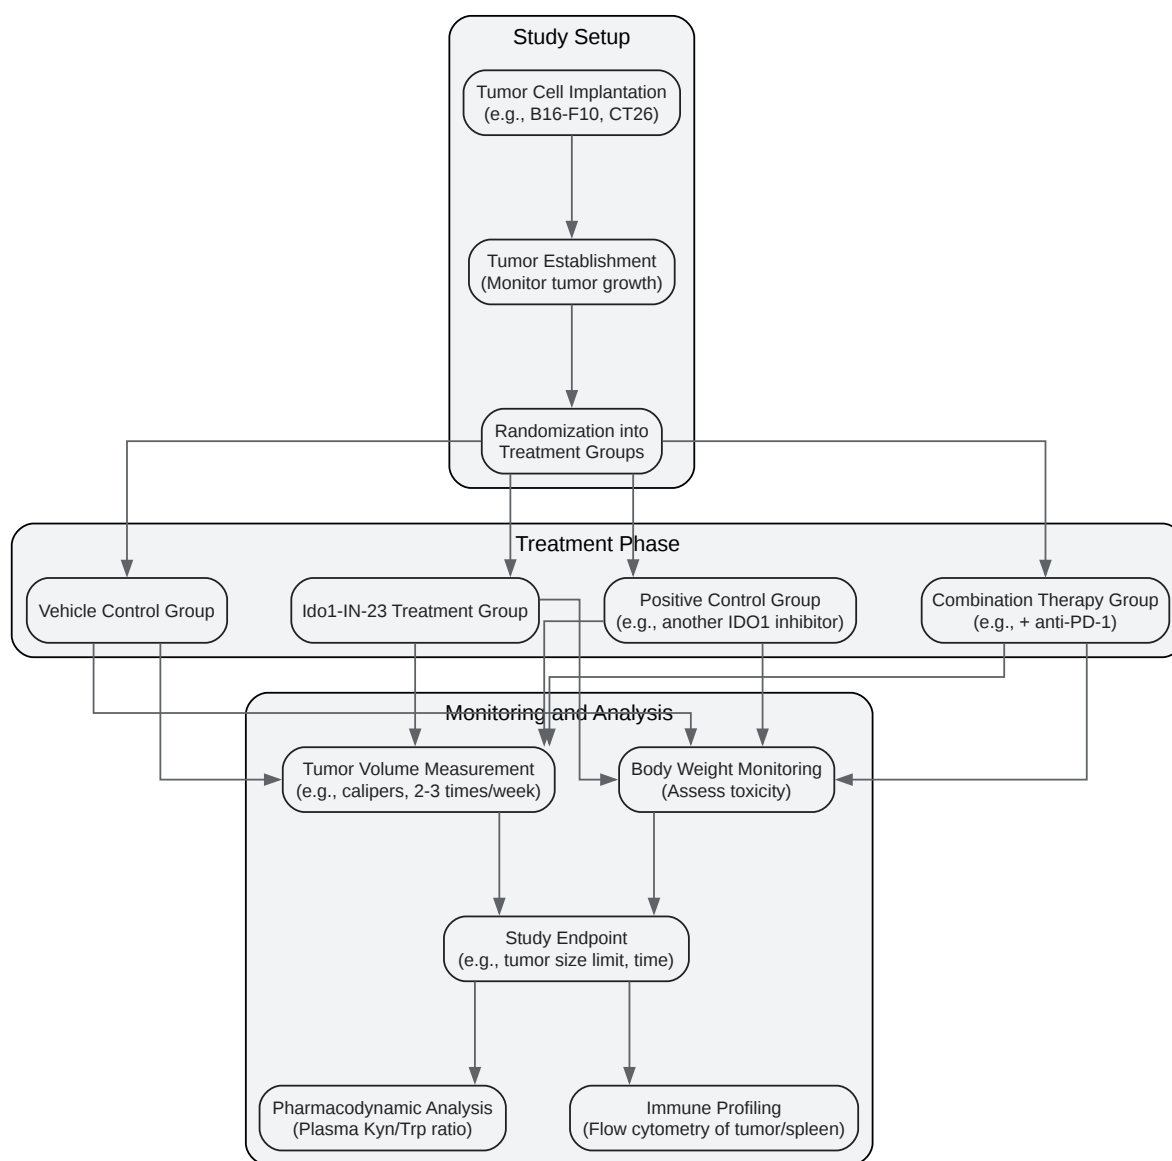 Study Setup
Tumor Cell Implantation
(e.g., B16-F10, CT26)
Tumor Establishment
(Monitor tumor growth)
Randomization into
Treatment Groups
Treatment Phase
Vehicle Control Group
Ido1-IN-23 Treatment Group
Positive Control Group
(e.g., another IDO1 inhibitor)
Combination Therapy Group
(e.g., + anti-PD-1)
Monitoring and Analysis
Tumor Volume Measurement
(e.g., calipers, 2-3 times/week)
Body Weight Monitoring
(Assess toxicity)
Study Endpoint
(e.g., tumor size limit, time)
Pharmacodynamic Analysis
(Plasma Kyn/Trp ratio)
Immune Profiling
(Flow cytometry of tumor/spleen)